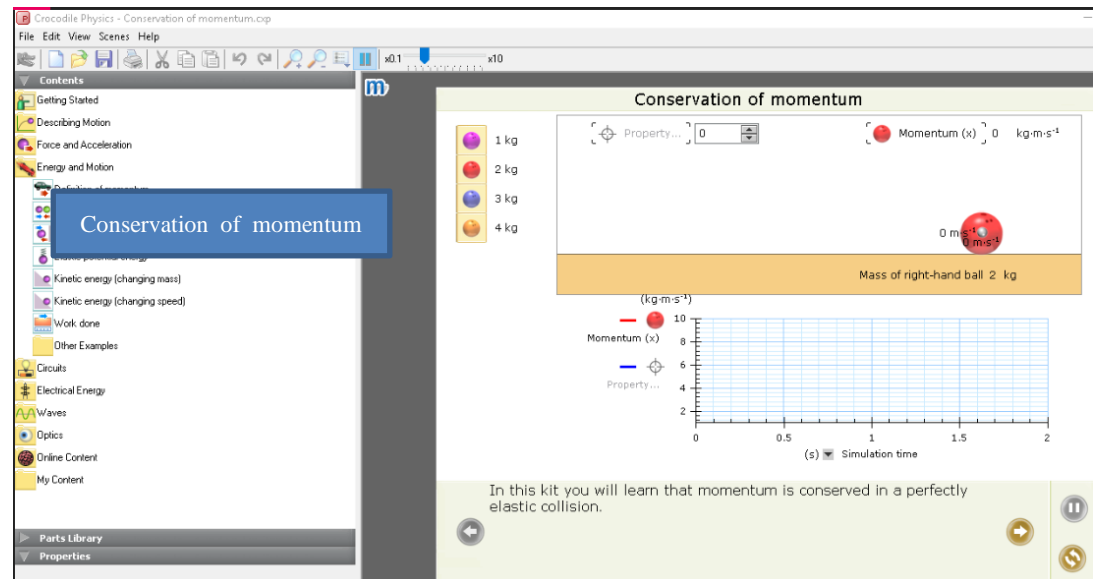 Crocodile Physics - Conservation of momentum.cxp
File Edit View Scenes Help
x0.1 x10
Contents
Getting Started
Describing Motion
Force and Acceleration
Energy and Motion
Conservation of momentum
Kinetic energy (changing mass)
Kinetic energy (changing speed)
Work done
Other Examples
Circuits
Electrical Energy
Waves
Optics
Online Content
My Content
Parts Library
Properties
Conservation of momentum
1 kg
2 kg
3 kg
4 kg
Property... 0
Momentum (x) 0 kg·m·s⁻¹
0 m·s⁻¹
0 m·s⁻¹
Mass of right-hand ball 2 kg
(kg·m·s⁻¹)
Momentum (x)
Property...
10
8
6
4
2
0 0.5 1 1.5 2
(s) Simulation time
In this kit you will learn that momentum is conserved in a perfectly
elastic collision.